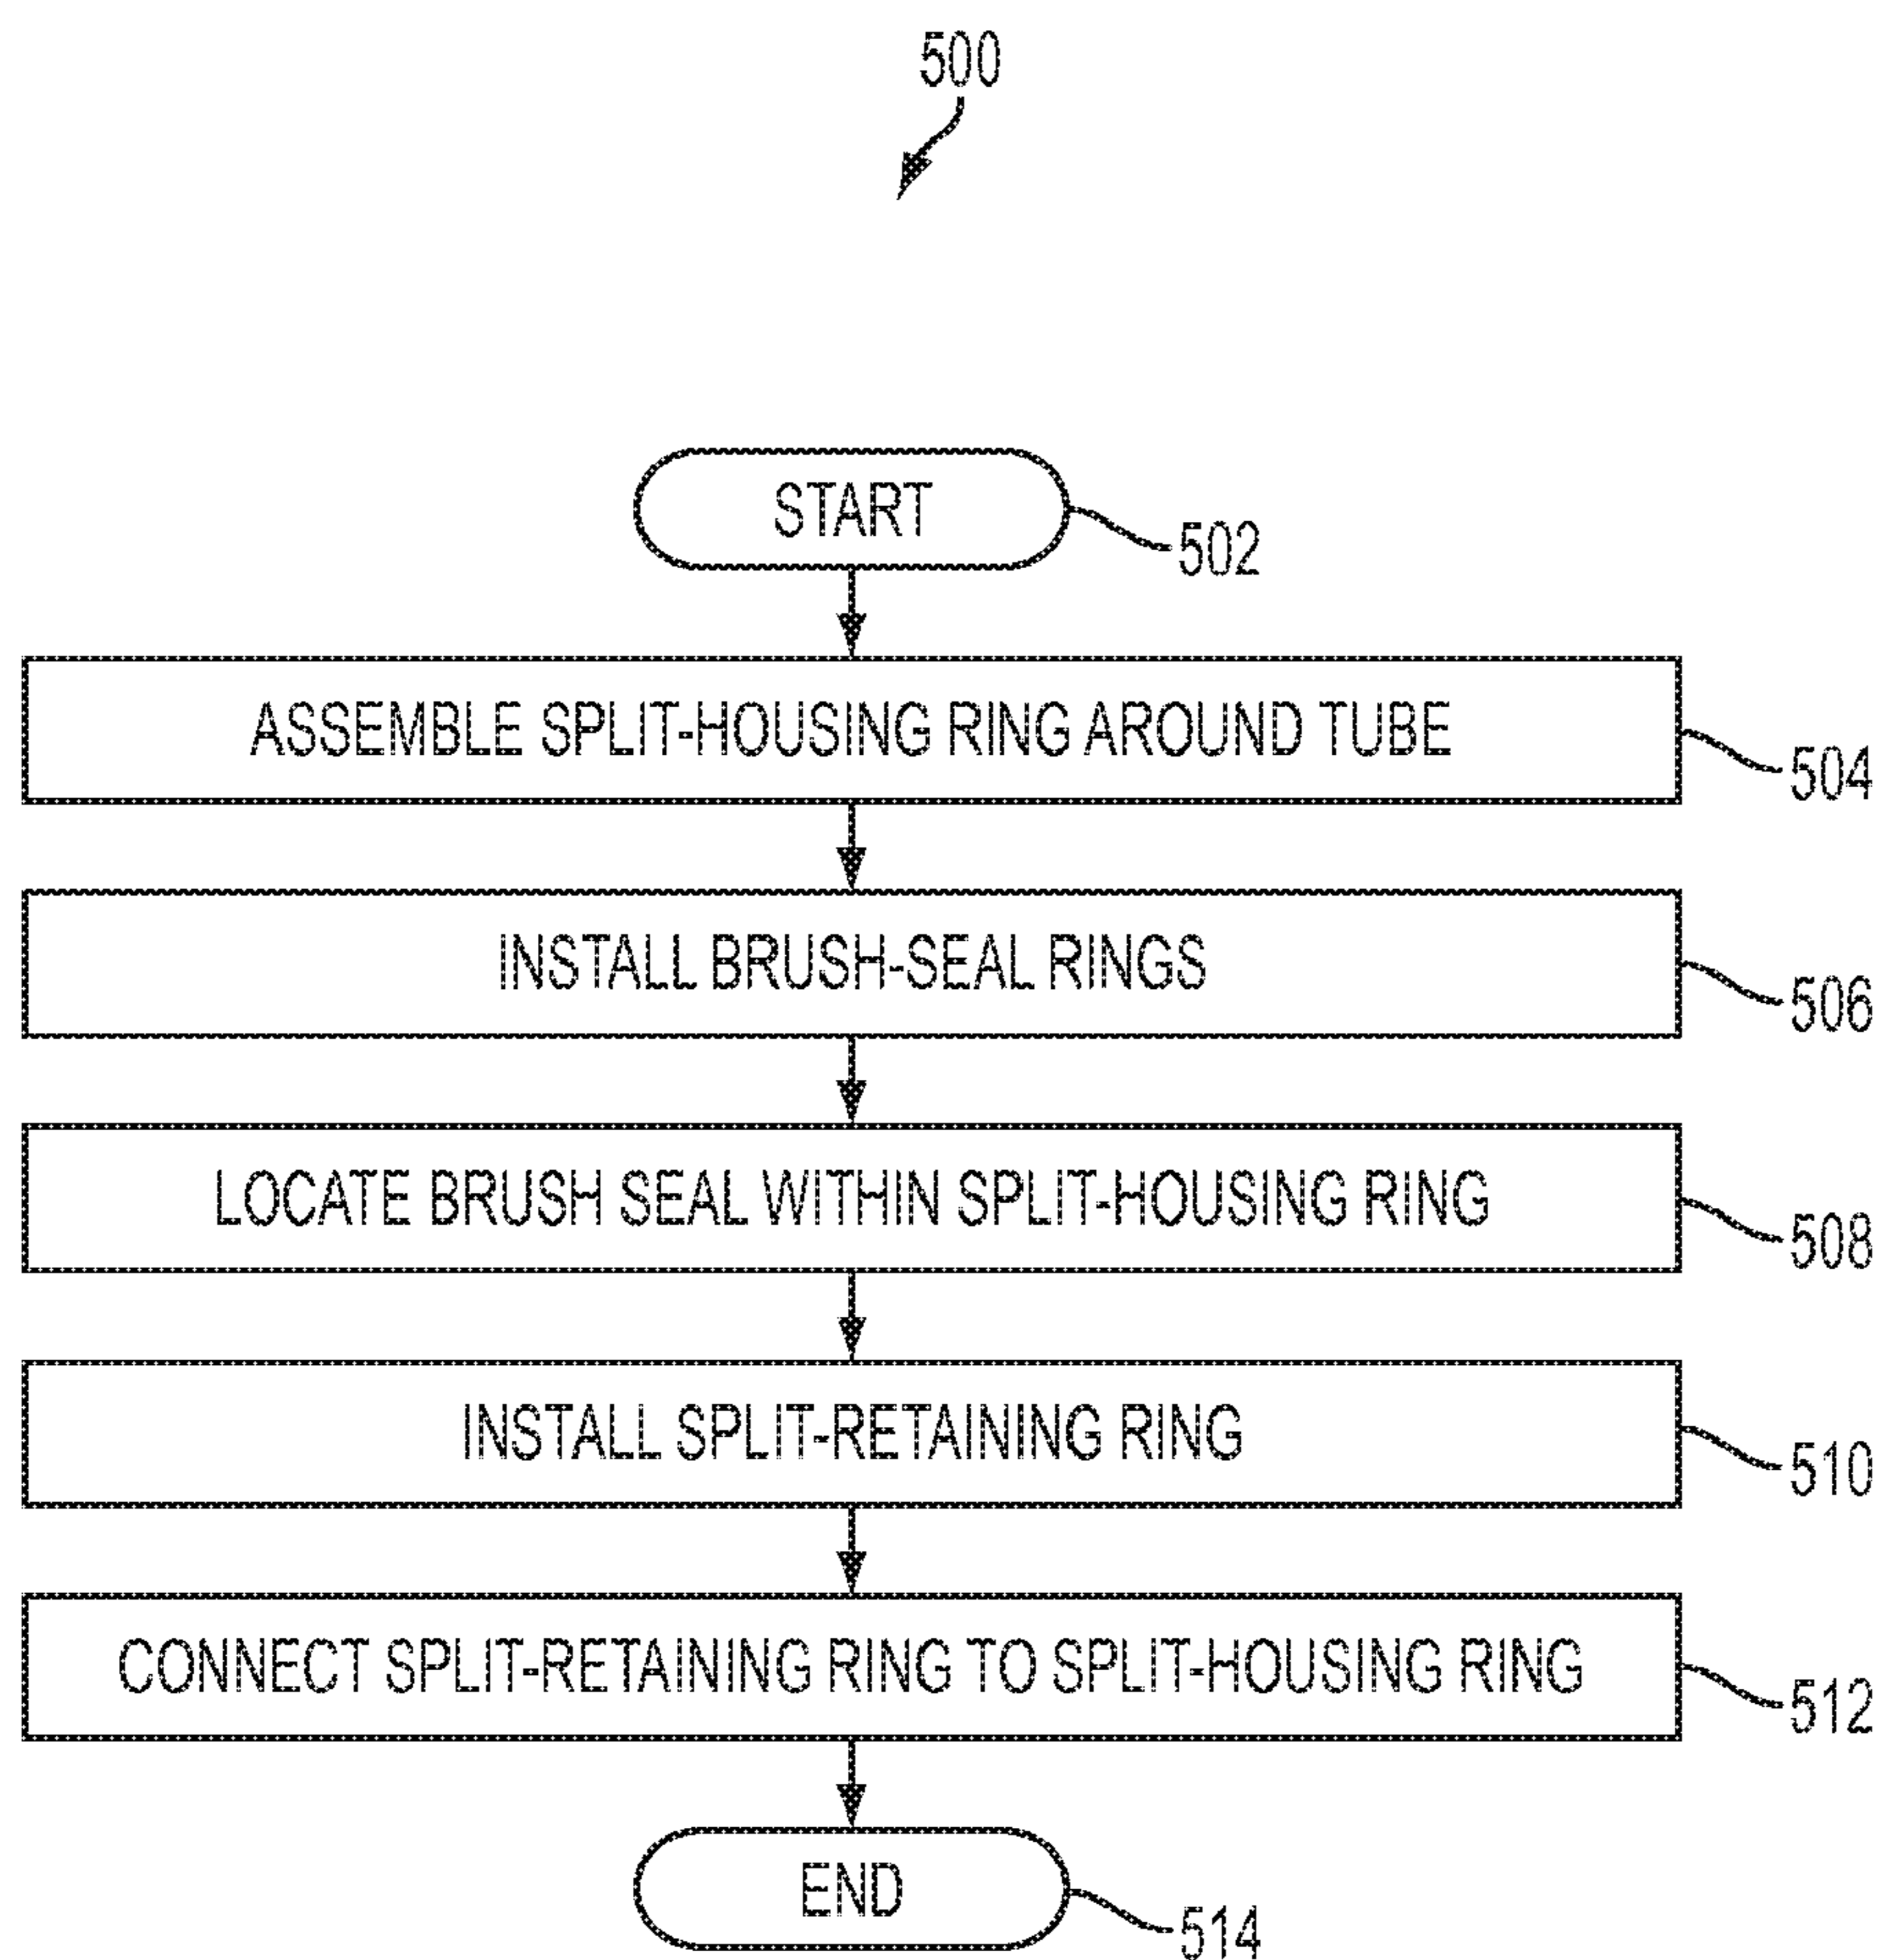 500
START
502
ASSEMBLE SPLIT-HOUSING RING AROUND TUBE
504
INSTALL BRUSH-SEAL RINGS
506
LOCATE BRUSH SEAL WITHIN SPLIT-HOUSING RING
508
INSTALL SPLIT-RETAINING RING
510
CONNECT SPLIT-RETAINING RING TO SPLIT-HOUSING RING
512
END
514